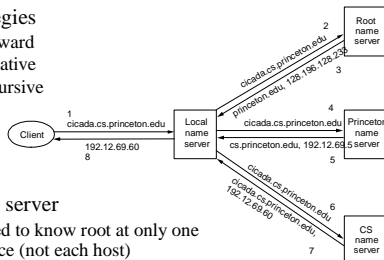 egies
ward
ative
ursive
server
ed to know root at only one
ce (not each host)
Client
1
cicada.cs.princeton.edu
192.12.69.60
8
Local
name
server
2
cicada.cs.princeton.edu
princeton.edu, 128.196.128.233
3
Root
name
server
4
cicada.cs.princeton.edu
cs.princeton.edu, 192.12.69.5
5
Princeton
name
server
6
cicada.cs.princeton.edu
cicada.cs.princeton.edu,
192.12.69.60
7
CS
name
server